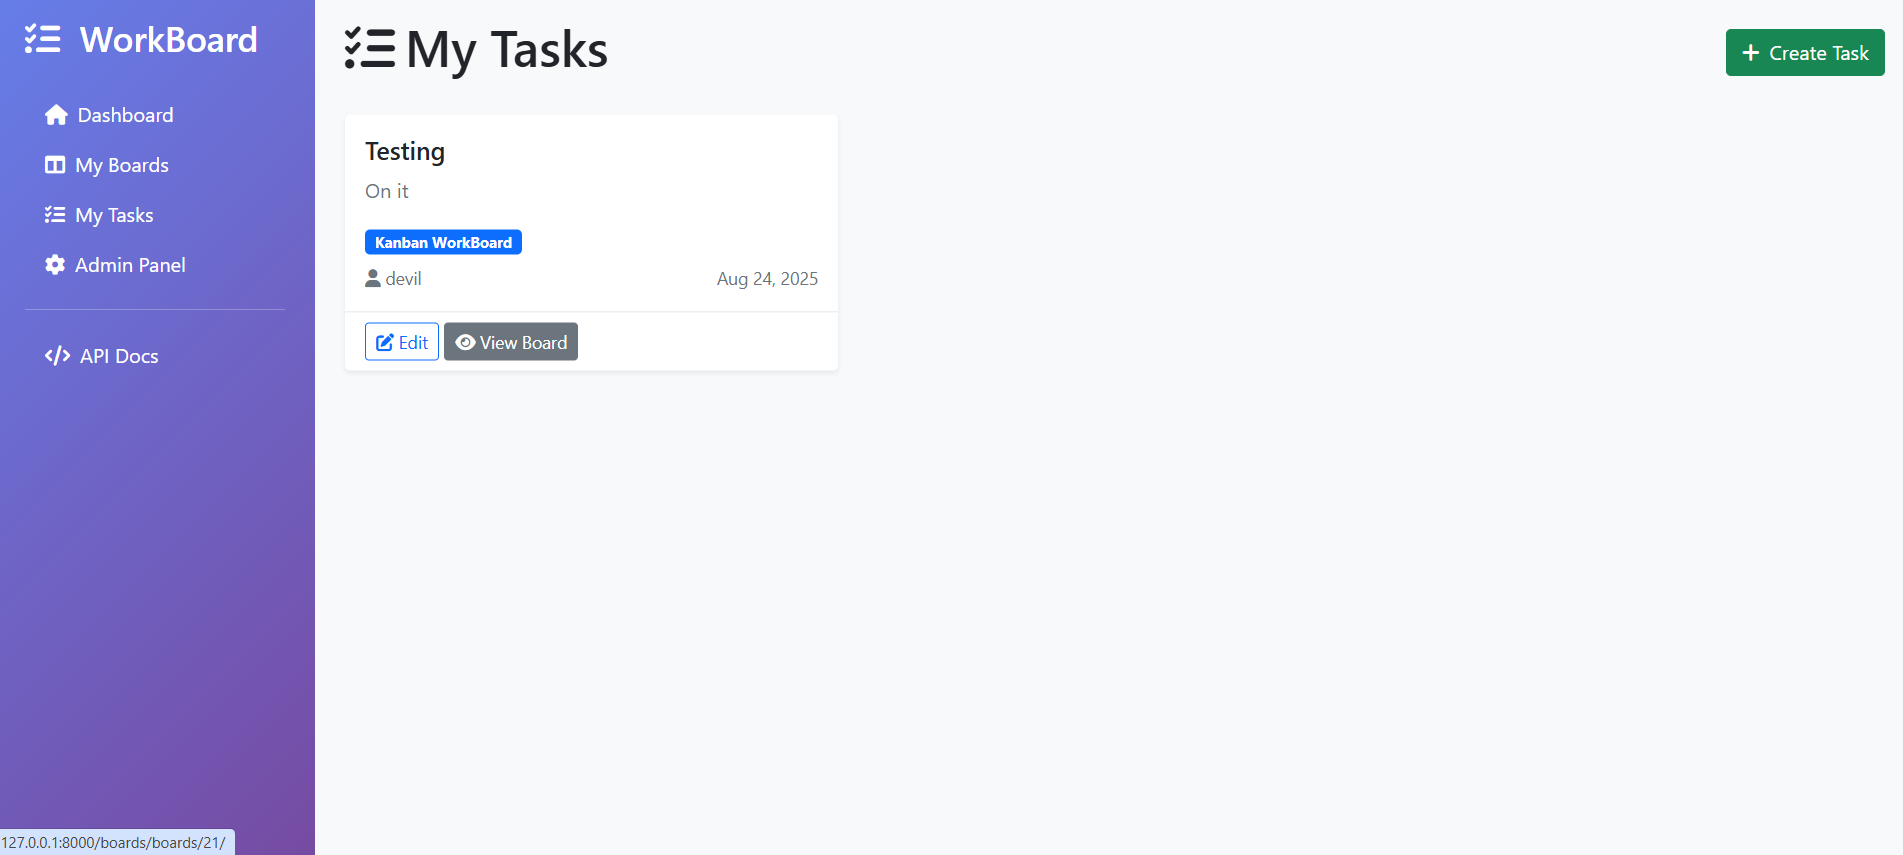 WorkBoard
Dashboard
My Boards
My Tasks
Admin Panel
API Docs
My Tasks
Create Task
Testing
On it
Kanban WorkBoard
devil
Aug 24, 2025
Edit
View Board
127.0.0.1:8000/boards/boards/21/